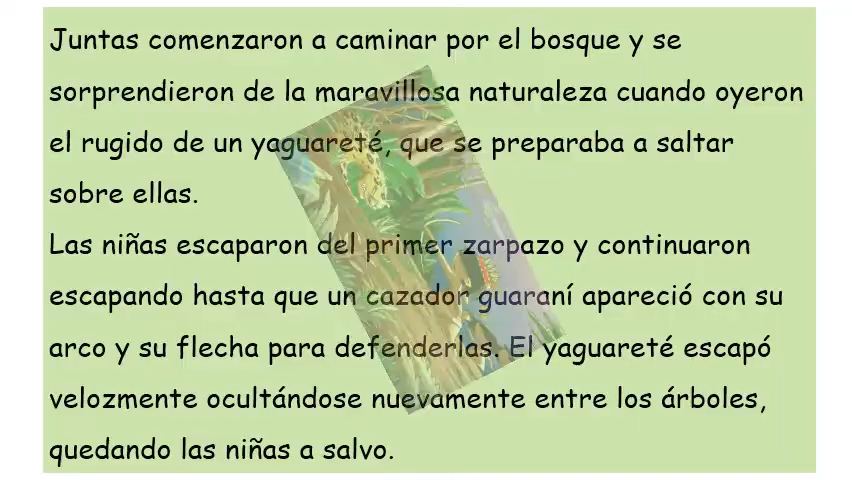 Juntas comenzaron a caminar por el bosque y se
sorprendieron de la maravillosa naturaleza cuando oyeron
el rugido de un yaguareté, que se preparaba a saltar
sobre ellas.
Las niñas escaparon del primer zarpazo y continuaron
escapando hasta que un cazador guaraní apareció con su
arco y su flecha para defenderlas. El yaguareté escapó
velozmente ocultándose nuevamente entre los árboles,
quedando las niñas a salvo.